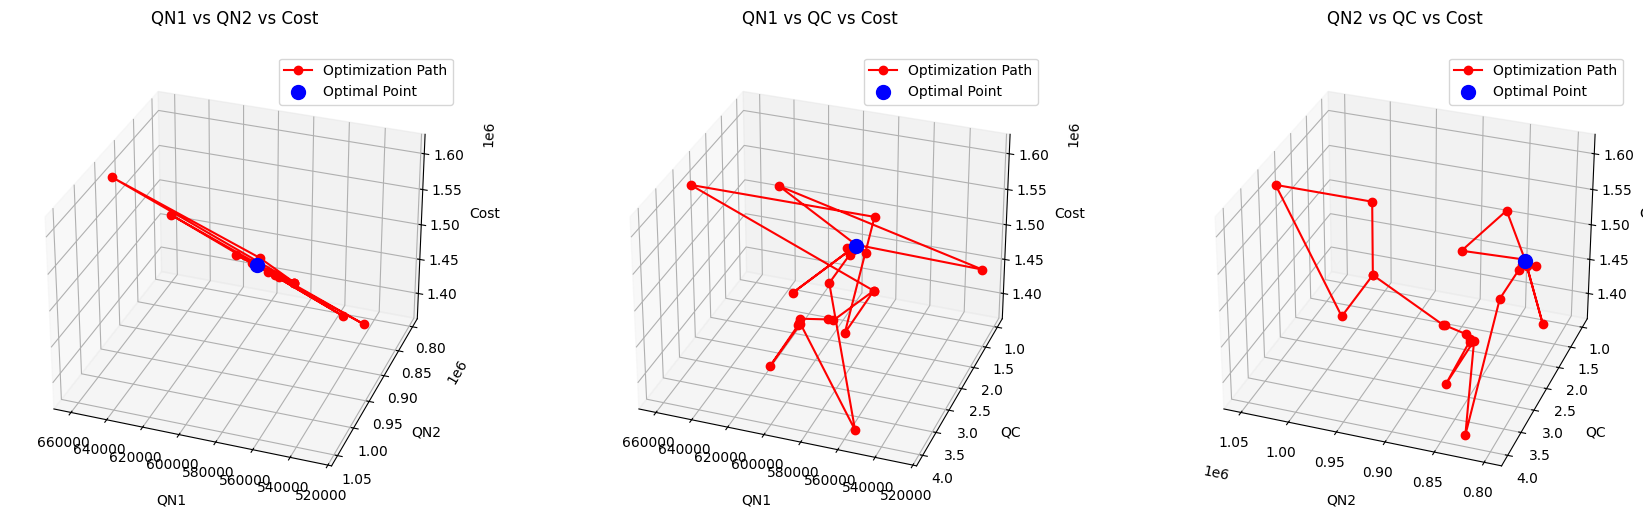 QN1 vs QN2 vs Cost
Optimization Path
Optimal Point
1e6
1.60
1.55
1.50
1.45
1.40
Cost
0.80
0.85
0.90
0.95
1.00
1.05
1e6
QN2
660000
640000
620000
600000
580000
560000
540000
520000
QN1
QN1 vs QC vs Cost
Optimization Path
Optimal Point
1e6
1.60
1.55
1.50
1.45
1.40
Cost
1.0
1.5
2.0
2.5
3.0
3.5
4.0
QC
660000
640000
620000
600000
580000
560000
540000
520000
QN1
QN2 vs QC vs Cost
Optimization Path
Optimal Point
1.60
1.55
1.50
1.45
1.40
1.0
1.5
2.0
2.5
3.0
3.5
4.0
QC
1.05
1.00
0.95
0.90
0.85
0.80
1e6
QN2